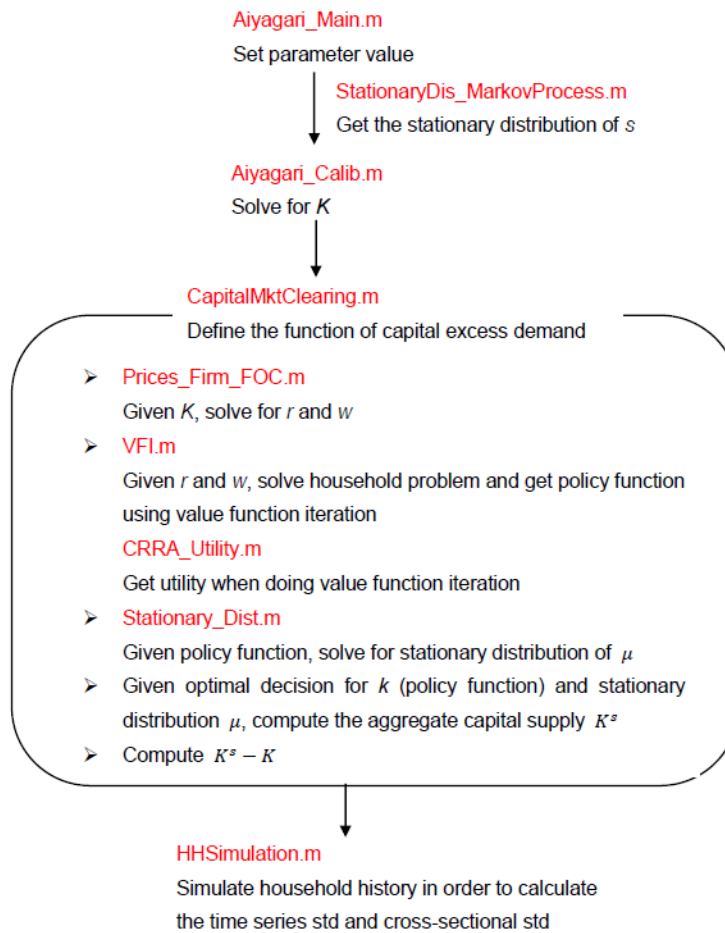 Aiyagari_Main.m
Set parameter value
StationaryDis_MarkovProcess.m
Get the stationary distribution of s
Aiyagari_Calib.m
Solve for K
CapitalMktClearing.m
Define the function of capital excess demand
➢ Prices_Firm_FOC.m
Given K, solve for r and w
➢ VFI.m
Given r and w, solve household problem and get policy function
using value function iteration
CRRA_Utility.m
Get utility when doing value function iteration
➢ Stationary_Dist.m
Given policy function, solve for stationary distribution of μ
➢ Given optimal decision for k (policy function) and stationary
distribution μ, compute the aggregate capital supply Kˢ
➢ Compute Kˢ − K
HHSimulation.m
Simulate household history in order to calculate
the time series std and cross-sectional std